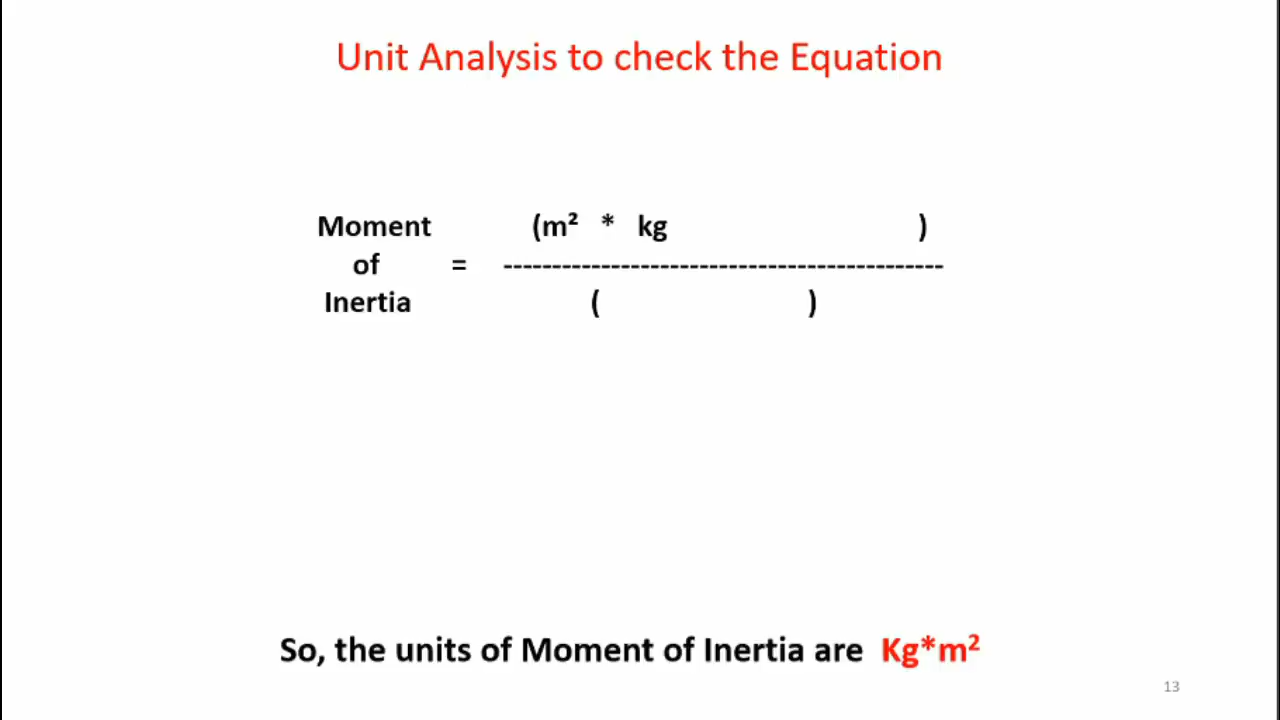 Unit Analysis to check the Equation
Moment (m² * kg )
of = ----------------------------------------------
Inertia ( )
So, the units of Moment of Inertia are Kg*m²
13